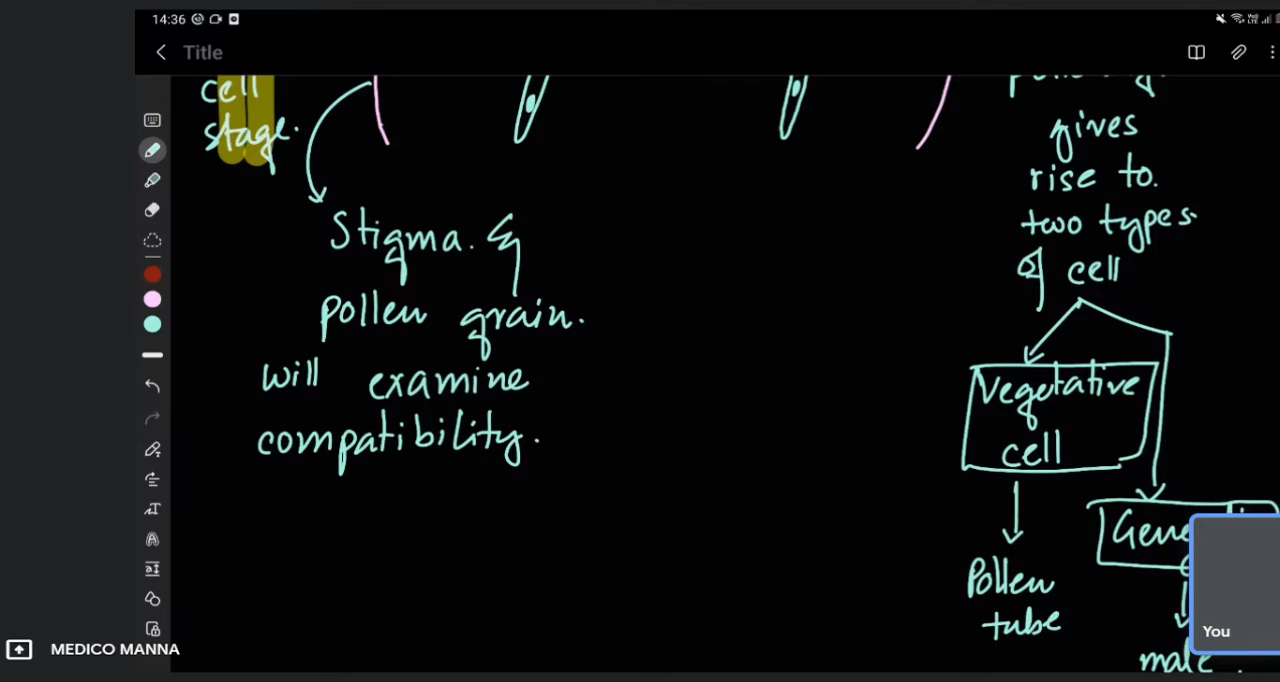 14:36
Title
cell
stage.
Stigma. &
pollen grain.
will examine
compatibility.
gives
rise to.
two types
of cell
Vegetative
cell
Pollen
tube
male
You
MEDICO MANNA